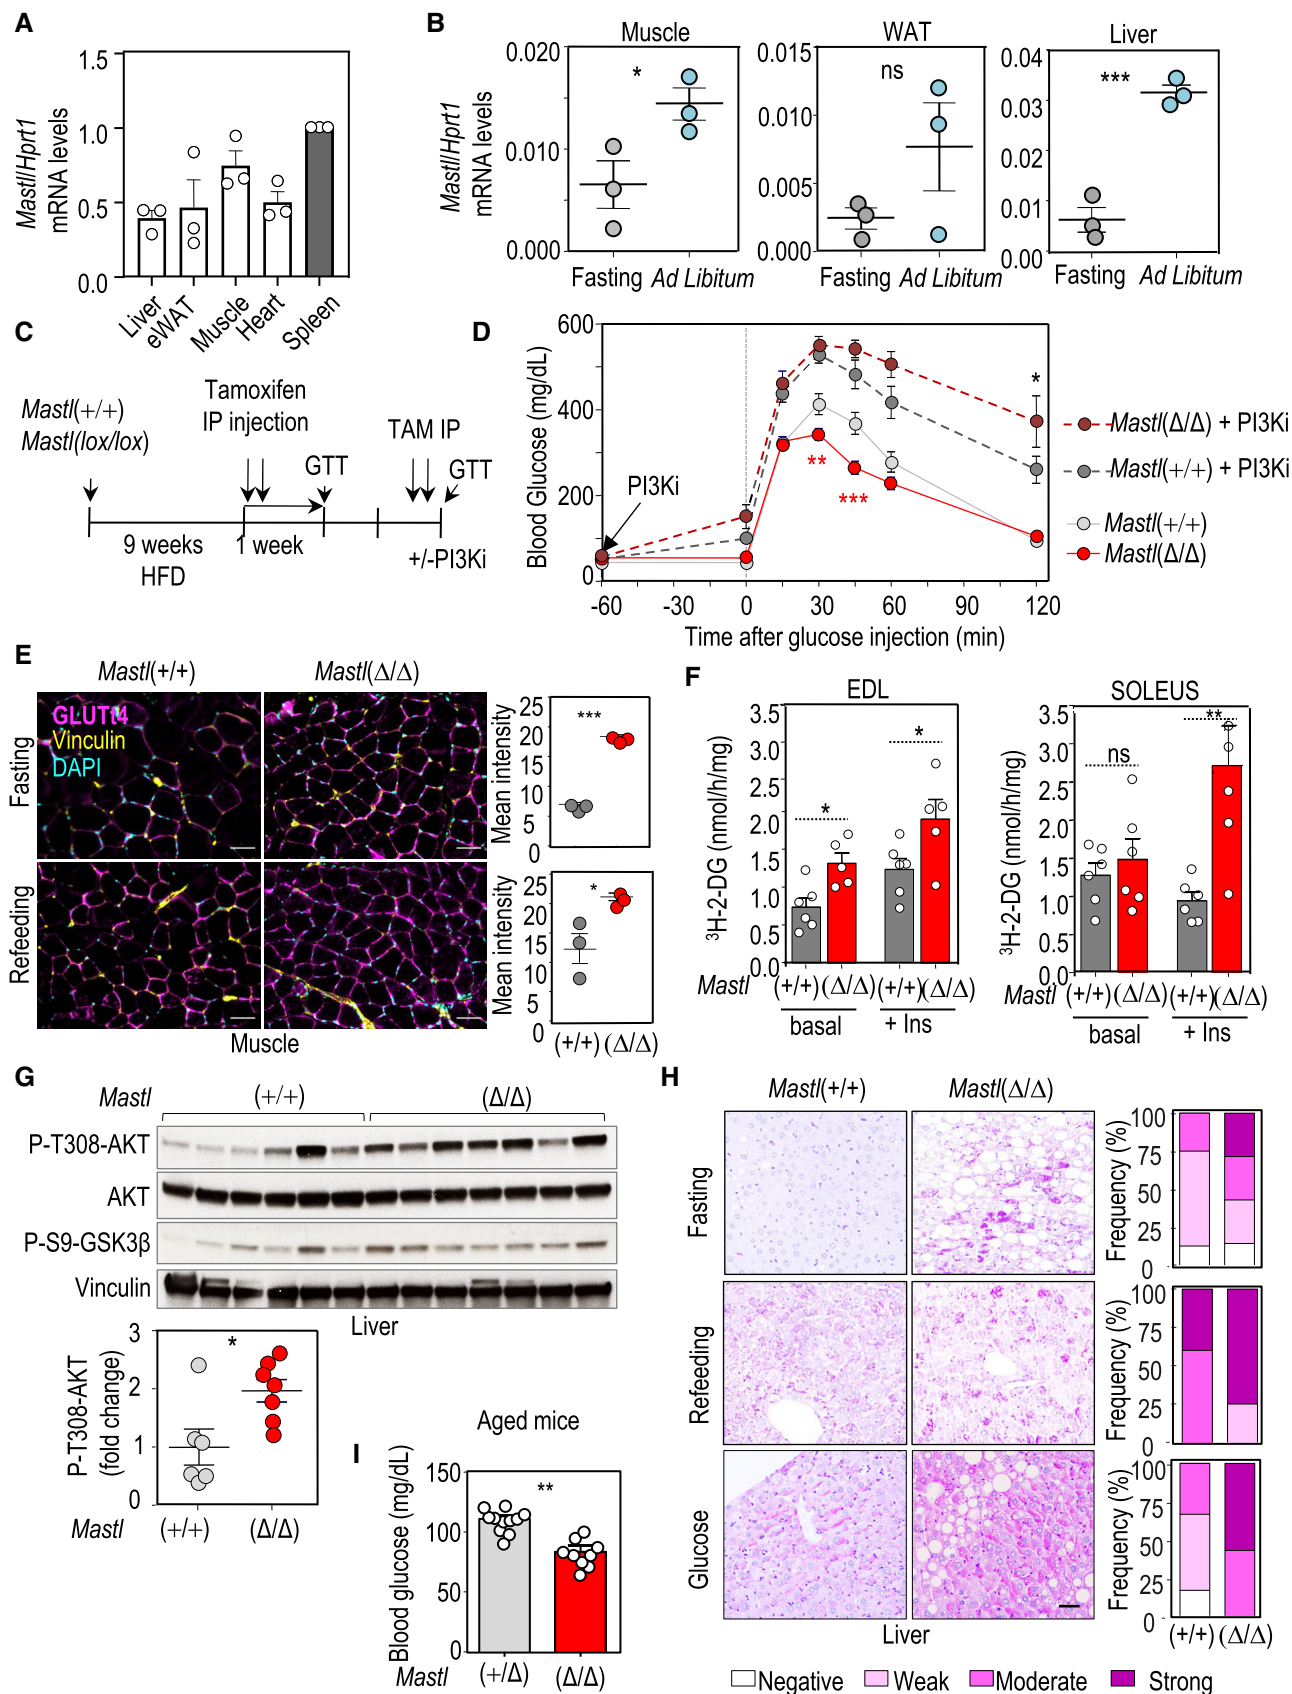 A
1.5
1.0
0.5
0.0
Mastl/Hprt1
mRNA levels
Liver
eWAT
Muscle
Heart
Spleen
B
Mastl/Hprt1
mRNA levels
Muscle
0.020
0.010
0.000
*
Fasting Ad Libitum
WAT
0.015
0.010
0.005
0.000
ns
Fasting Ad Libitum
Liver
0.04
0.03
0.02
0.01
0.00
***
Fasting Ad Libitum
C
Mastl(+/+)
Mastl(lox/lox)
Tamoxifen
IP injection
GTT
TAM IP
GTT
9 weeks
HFD
1 week
+/-PI3Ki
D
Blood Glucose (mg/dL)
600
400
200
0
PI3Ki
**
***
*
-60 -30 0 30 60 90 120
Time after glucose injection (min)
Mastl(Δ/Δ) + PI3Ki
Mastl(+/+) + PI3Ki
Mastl(+/+)
Mastl(Δ/Δ)
E
Mastl(+/+) Mastl(Δ/Δ)
GLUTt4
Vinculin
DAPI
Fasting
Refeeding
Muscle
Mean intensity
25
20
15
10
5
0
***
Mean intensity
25
20
15
10
5
0
*
(+/+) (Δ/Δ)
F
EDL
³H-2-DG (nmol/h/mg)
3.5
3.0
2.5
2.0
1.5
1.0
0.5
0.0
*
*
Mastl (+/+) (Δ/Δ) (+/+) (Δ/Δ)
basal + Ins
SOLEUS
³H-2-DG (nmol/h/mg)
3.5
3.0
2.5
2.0
1.5
1.0
0.5
0.0
ns
**
Mastl (+/+) (Δ/Δ) (+/+) (Δ/Δ)
basal + Ins
G
Mastl (+/+) (Δ/Δ)
P-T308-AKT
AKT
P-S9-GSK3β
Vinculin
Liver
P-T308-AKT
(fold change)
3
2
1
0
*
Mastl (+/+) (Δ/Δ)
H
Mastl(+/+) Mastl(Δ/Δ)
Fasting
Refeeding
Glucose
Liver
Frequency (%)
100
75
50
25
0
Frequency (%)
100
75
50
25
0
Frequency (%)
100
75
50
25
0
(+/+) (Δ/Δ)
Negative Weak Moderate Strong
I
Aged mice
Blood glucose (mg/dL)
150
100
50
0
**
Mastl (+/Δ) (Δ/Δ)